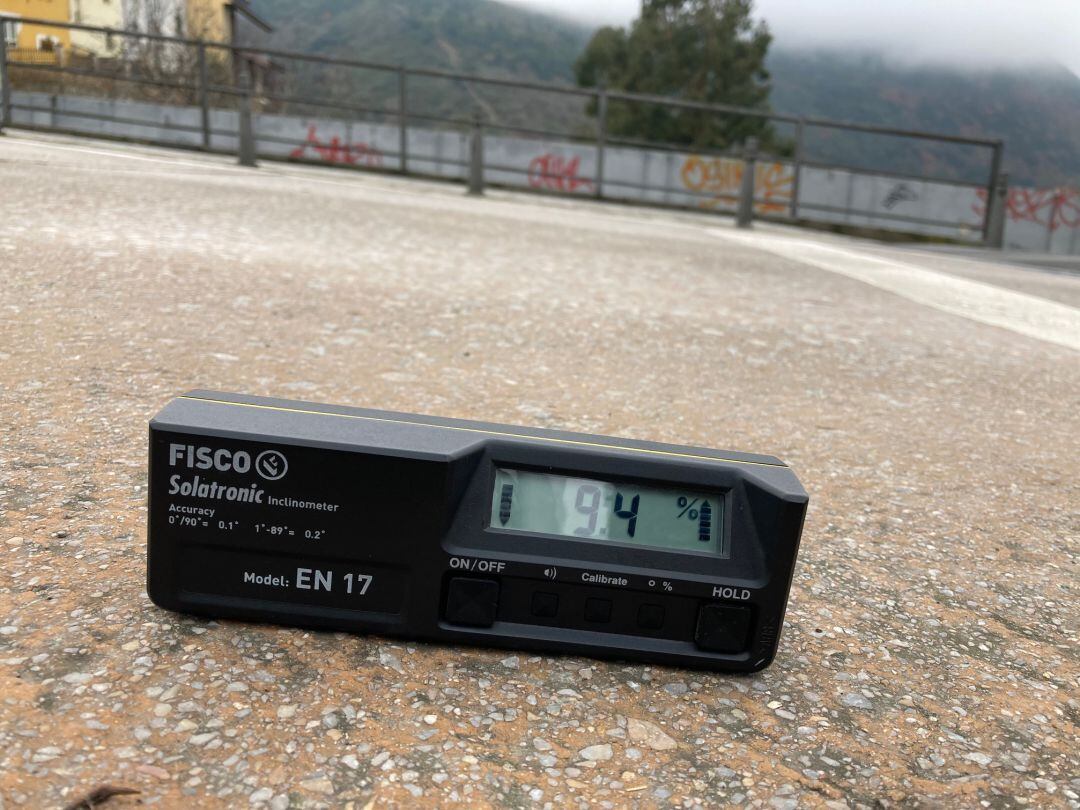 FISCO
Solatronic Inclinometer
Accuracy
0°/90°= 0.1° 1°-89°= 0.2°
Model: EN 17
9.4 %
ON/OFF
Calibrate
° %
HOLD